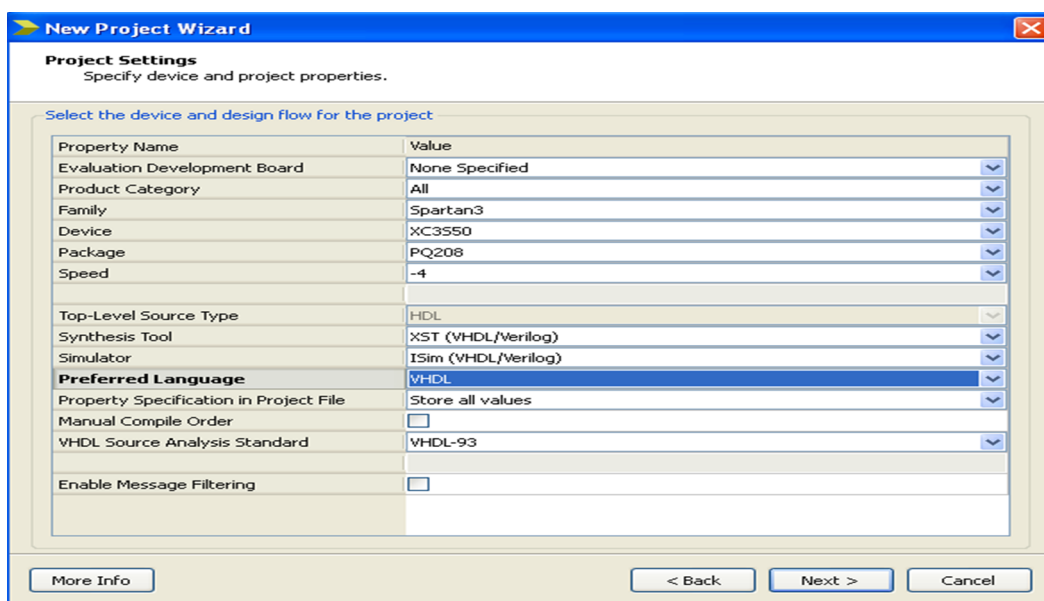 New Project Wizard
Project Settings
Specify device and project properties.
Select the device and design flow for the project
Property Name Value
Evaluation Development Board None Specified
Product Category All
Family Spartan3
Device XC3S50
Package PQ208
Speed -4
Top-Level Source Type HDL
Synthesis Tool XST (VHDL/Verilog)
Simulator ISim (VHDL/Verilog)
Preferred Language VHDL
Property Specification in Project File Store all values
Manual Compile Order
VHDL Source Analysis Standard VHDL-93
Enable Message Filtering
More Info < Back Next > Cancel